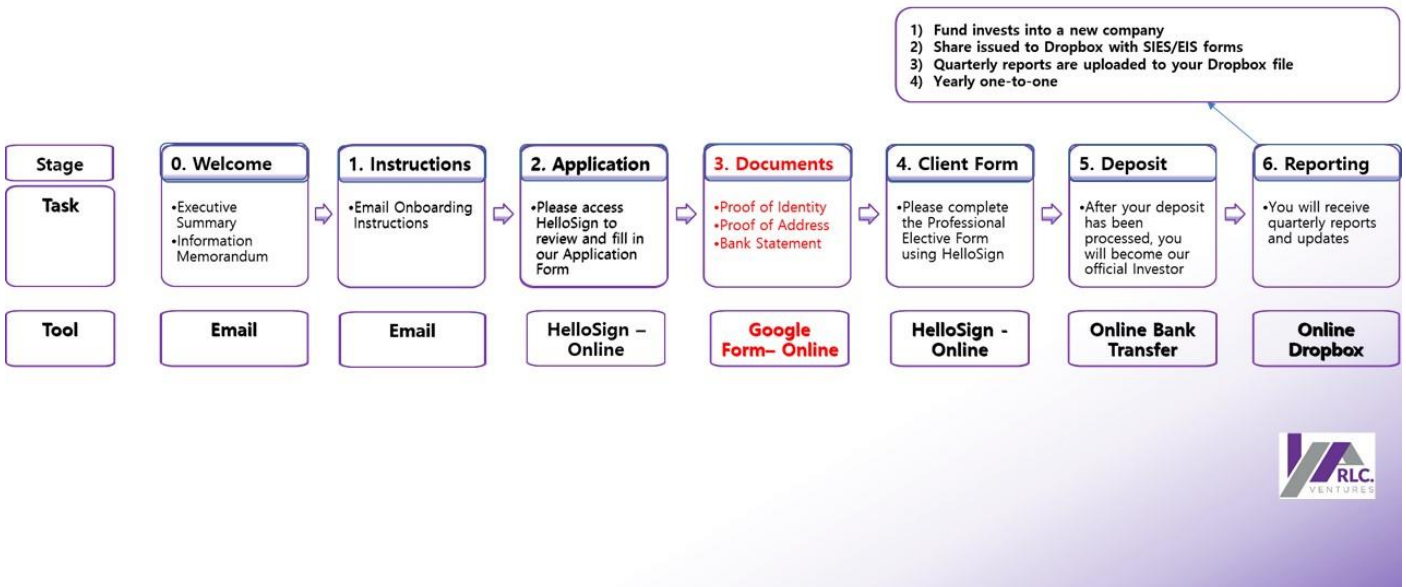 1) Fund invests into a new company
2) Share issued to Dropbox with SIES/EIS forms
3) Quarterly reports are uploaded to your Dropbox file
4) Yearly one-to-one
Stage
0. Welcome
1. Instructions
2. Application
3. Documents
4. Client Form
5. Deposit
6. Reporting
Task
•Executive
Summary
•Information
Memorandum
•Email Onboarding
Instructions
•Please access
HelloSign to
review and fill in
our Application
Form
•Proof of Identity
•Proof of Address
•Bank Statement
•Please complete
the Professional
Elective Form
using HelloSign
•After your deposit
has been
processed, you
will become our
official Investor
•You will receive
quarterly reports
and updates
Tool
Email
Email
HelloSign –
Online
Google
Form– Online
HelloSign -
Online
Online Bank
Transfer
Online
Dropbox
RLC.
VENTURES